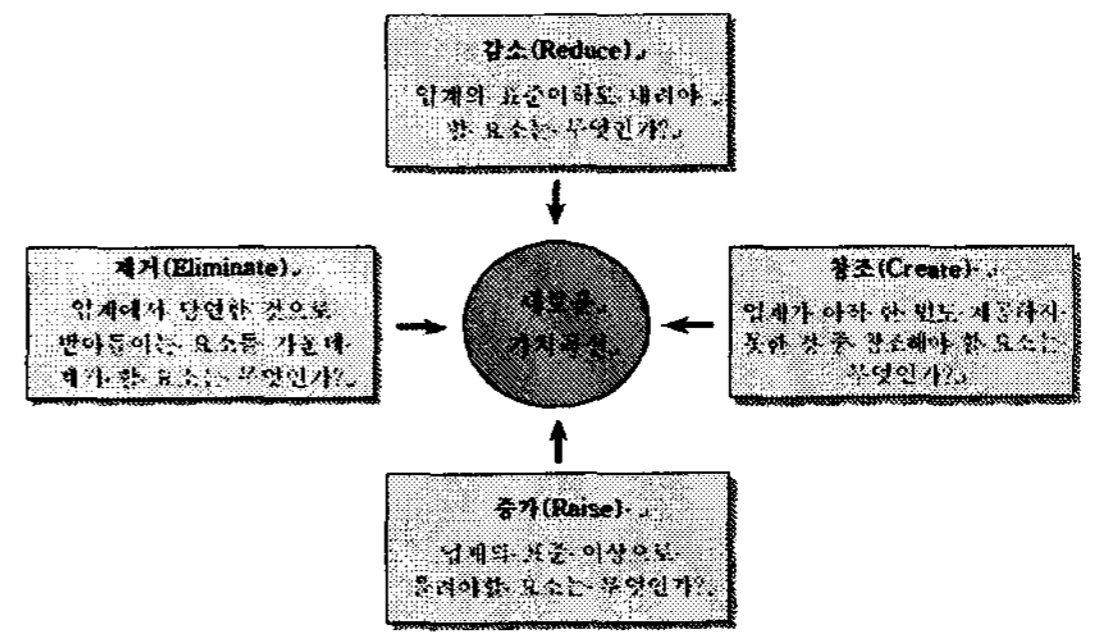 감소(Reduce)
업계의 표준이하로 내려야
할 요소는 무엇인가?
제거(Eliminate)
업계에서 당연한 것으로
받아들이는 요소들 가운데
제거 할 요소는 무엇인가?
새로운
가치곡선
창조(Create)
업계가 아직 한 번도 제공하지
못한 것 중 창조해야 할 요소는
무엇인가?
증가(Raise)
업계의 표준 이상으로
올려야할 요소는 무엇인가?